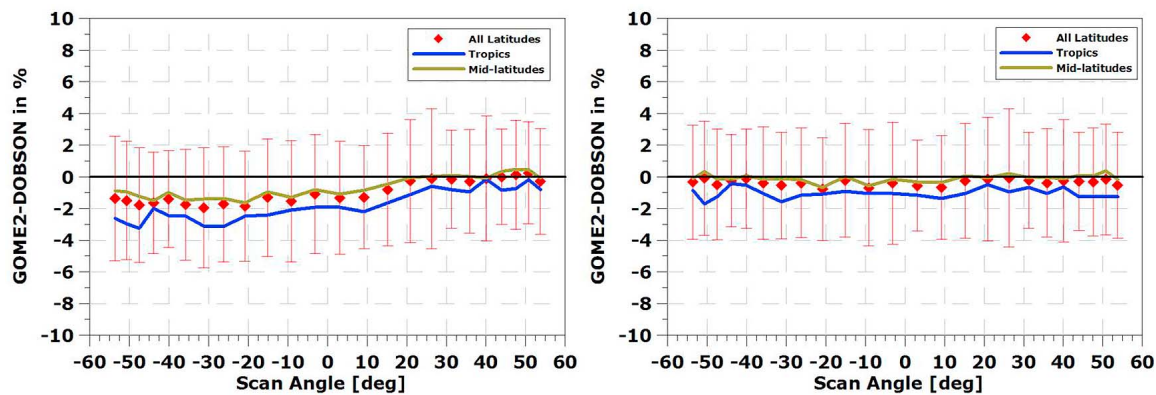 10
8
6
4
2
0
-2
-4
-6
-8
-10
GOME2-DOBSON in %
All Latitudes
Tropics
Mid-latitudes
-60 -50 -40 -30 -20 -10 0 10 20 30 40 50 60
Scan Angle [deg]
10
8
6
4
2
0
-2
-4
-6
-8
-10
GOME2-DOBSON in %
All Latitudes
Tropics
Mid-latitudes
-60 -50 -40 -30 -20 -10 0 10 20 30 40 50 60
Scan Angle [deg]